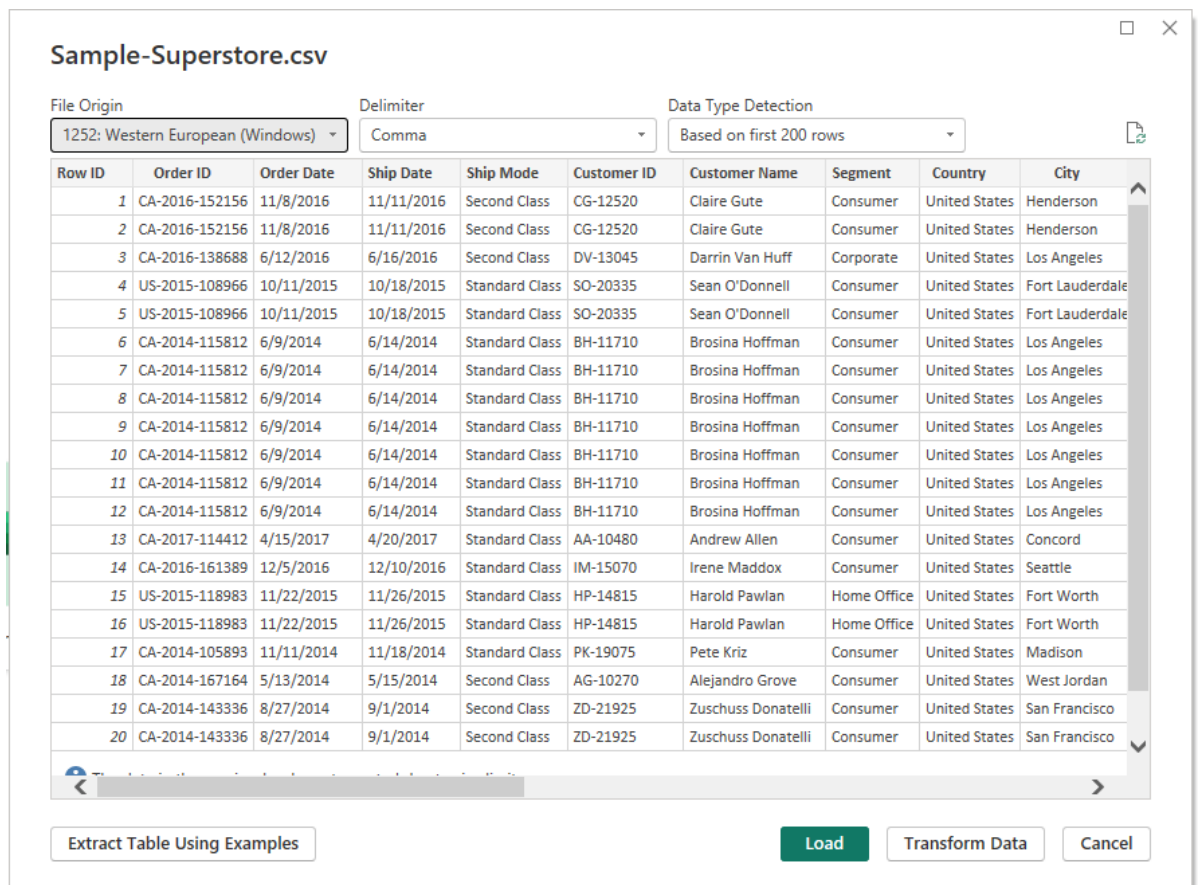 Sample-Superstore.csv
File Origin Delimiter Data Type Detection
1252: Western European (Windows) Comma Based on first 200 rows
Row ID Order ID Order Date Ship Date Ship Mode Customer ID Customer Name Segment Country City
1 CA-2016-152156 11/8/2016 11/11/2016 Second Class CG-12520 Claire Gute Consumer United States Henderson
2 CA-2016-152156 11/8/2016 11/11/2016 Second Class CG-12520 Claire Gute Consumer United States Henderson
3 CA-2016-138688 6/12/2016 6/16/2016 Second Class DV-13045 Darrin Van Huff Corporate United States Los Angeles
4 US-2015-108966 10/11/2015 10/18/2015 Standard Class SO-20335 Sean O'Donnell Consumer United States Fort Lauderdale
5 US-2015-108966 10/11/2015 10/18/2015 Standard Class SO-20335 Sean O'Donnell Consumer United States Fort Lauderdale
6 CA-2014-115812 6/9/2014 6/14/2014 Standard Class BH-11710 Brosina Hoffman Consumer United States Los Angeles
7 CA-2014-115812 6/9/2014 6/14/2014 Standard Class BH-11710 Brosina Hoffman Consumer United States Los Angeles
8 CA-2014-115812 6/9/2014 6/14/2014 Standard Class BH-11710 Brosina Hoffman Consumer United States Los Angeles
9 CA-2014-115812 6/9/2014 6/14/2014 Standard Class BH-11710 Brosina Hoffman Consumer United States Los Angeles
10 CA-2014-115812 6/9/2014 6/14/2014 Standard Class BH-11710 Brosina Hoffman Consumer United States Los Angeles
11 CA-2014-115812 6/9/2014 6/14/2014 Standard Class BH-11710 Brosina Hoffman Consumer United States Los Angeles
12 CA-2014-115812 6/9/2014 6/14/2014 Standard Class BH-11710 Brosina Hoffman Consumer United States Los Angeles
13 CA-2017-114412 4/15/2017 4/20/2017 Standard Class AA-10480 Andrew Allen Consumer United States Concord
14 CA-2016-161389 12/5/2016 12/10/2016 Standard Class IM-15070 Irene Maddox Consumer United States Seattle
15 US-2015-118983 11/22/2015 11/26/2015 Standard Class HP-14815 Harold Pawlan Home Office United States Fort Worth
16 US-2015-118983 11/22/2015 11/26/2015 Standard Class HP-14815 Harold Pawlan Home Office United States Fort Worth
17 CA-2014-105893 11/11/2014 11/18/2014 Standard Class PK-19075 Pete Kriz Consumer United States Madison
18 CA-2014-167164 5/13/2014 5/15/2014 Second Class AG-10270 Alejandro Grove Consumer United States West Jordan
19 CA-2014-143336 8/27/2014 9/1/2014 Second Class ZD-21925 Zuschuss Donatelli Consumer United States San Francisco
20 CA-2014-143336 8/27/2014 9/1/2014 Second Class ZD-21925 Zuschuss Donatelli Consumer United States San Francisco
Extract Table Using Examples Load Transform Data Cancel